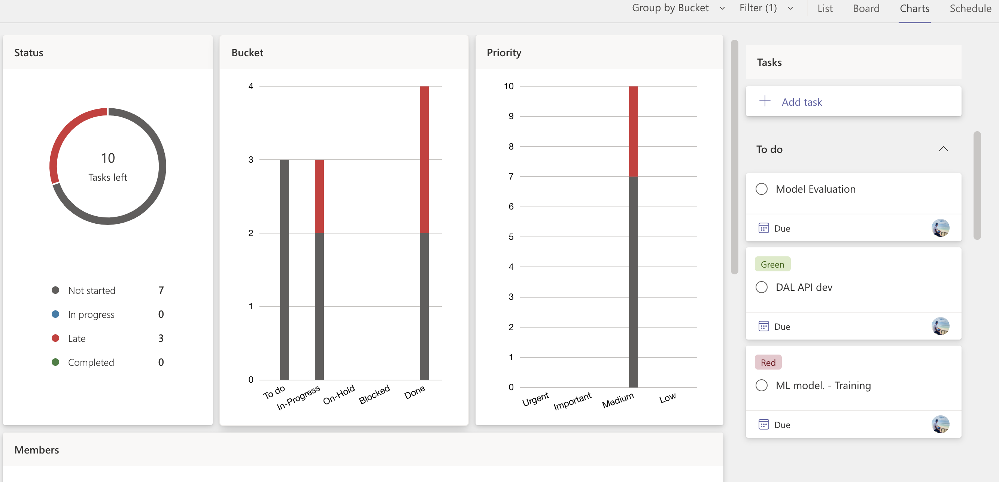 Group by Bucket
Filter (1)
List
Board
Charts
Schedule
Status
10
Tasks left
Not started 7
In progress 0
Late 3
Completed 0
Bucket
4
3
2
1
0
To do
In-Progress
On-Hold
Blocked
Done
Priority
10
9
8
7
6
5
4
3
2
1
0
Urgent
Important
Medium
Low
Members
Tasks
Add task
To do
Model Evaluation
Due
Green
DAL API dev
Due
Red
ML model. - Training
Due